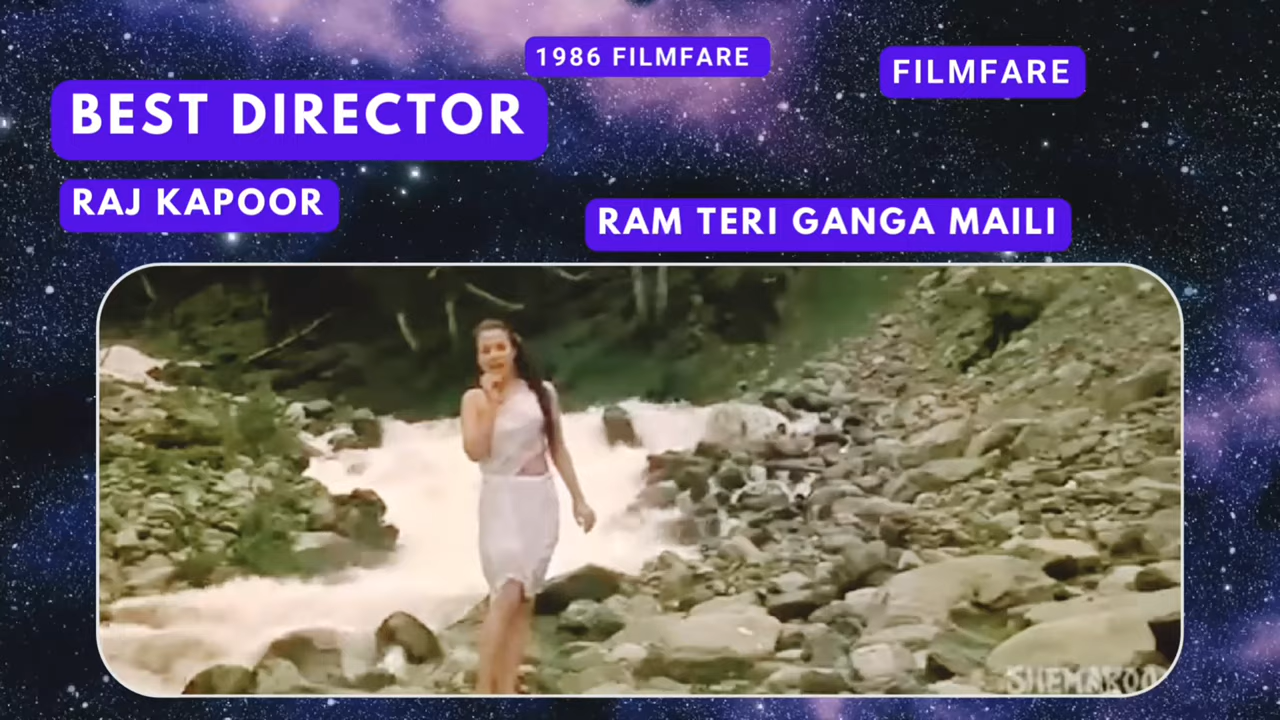 1986 FILMFARE
FILMFARE
BEST DIRECTOR
RAJ KAPOOR
RAM TERI GANGA MAILI
SHEMAROO